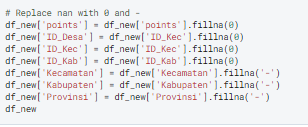 # Replace nan with 0 and -
df_new['points'] = df_new['points'].fillna(0)
df_new['ID_Desa'] = df_new['ID_Kec'].fillna(0)
df_new['ID_Kec'] = df_new['ID_Kec'].fillna(0)
df_new['ID_Kab'] = df_new['ID_Kab'].fillna(0)
df_new['Kecamatan'] = df_new['Kecamatan'].fillna('-')
df_new['Kabupaten'] = df_new['Kabupaten'].fillna('-')
df_new['Provinsi'] = df_new['Provinsi'].fillna('-')
df_new